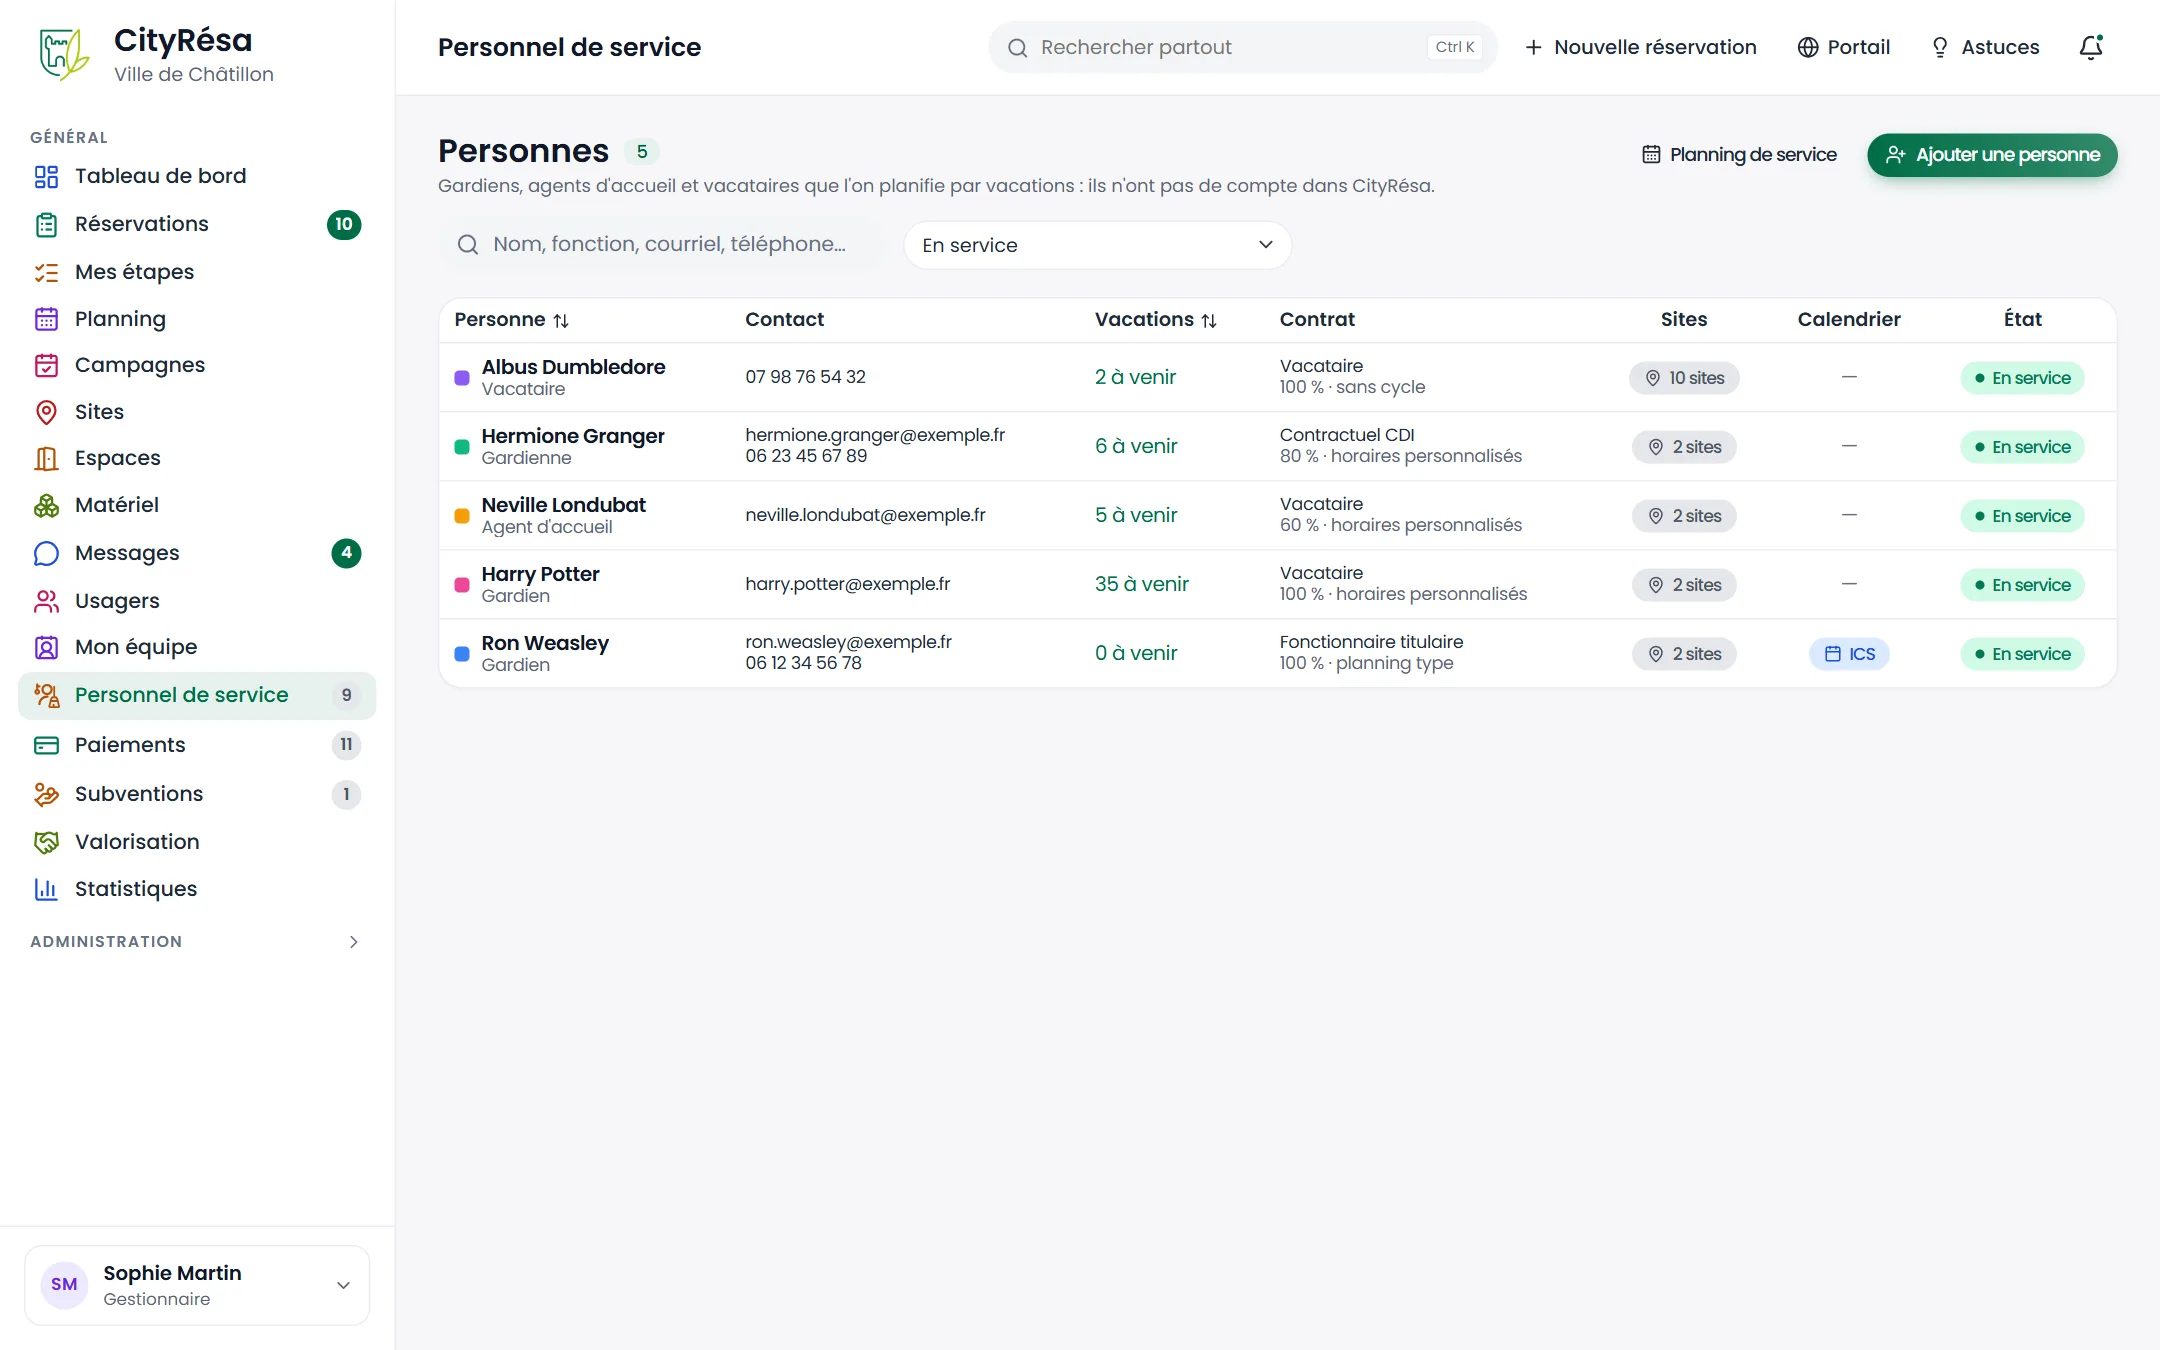 CityRésa
Ville de Châtillon
GÉNÉRAL
Tableau de bord
Réservations 10
Mes étapes
Planning
Campagnes
Sites
Espaces
Matériel
Messages 4
Usagers
Mon équipe
Personnel de service 9
Paiements 11
Subventions 1
Valorisation
Statistiques
ADMINISTRATION
SM
Sophie Martin
Gestionnaire
Personnel de service
Rechercher partout Ctrl K
Nouvelle réservation
Portail
Astuces
Personnes 5
Gardiens, agents d'accueil et vacataires que l'on planifie par vacations : ils n'ont pas de compte dans CityRésa.
Planning de service
Ajouter une personne
Nom, fonction, courriel, téléphone...
En service
Personne Contact Vacations Contrat Sites Calendrier État
Albus Dumbledore
Vacataire
07 98 76 54 32
2 à venir
Vacataire
100 % · sans cycle
10 sites
—
En service
Hermione Granger
Gardienne
hermione.granger@exemple.fr
06 23 45 67 89
6 à venir
Contractuel CDI
80 % · horaires personnalisés
2 sites
—
En service
Neville Londubat
Agent d'accueil
neville.londubat@exemple.fr
5 à venir
Vacataire
60 % · horaires personnalisés
2 sites
—
En service
Harry Potter
Gardien
harry.potter@exemple.fr
35 à venir
Vacataire
100 % · horaires personnalisés
2 sites
—
En service
Ron Weasley
Gardien
ron.weasley@exemple.fr
06 12 34 56 78
0 à venir
Fonctionnaire titulaire
100 % · planning type
2 sites
ICS
En service